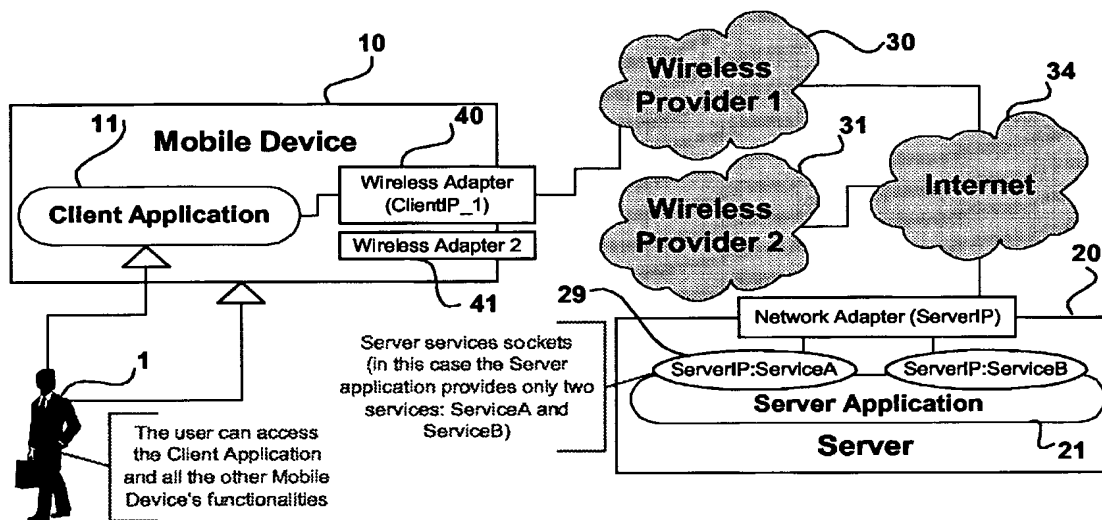 10
11
Mobile Device
40
Client Application
Wireless Adapter
(ClientIP_1)
Wireless Adapter 2
41
Wireless
Provider 1
30
Wireless
Provider 2
31
Internet
34
20
Network Adapter (ServerIP)
29
ServerIP:ServiceA
ServerIP:ServiceB
Server Application
Server
21
Server services sockets
(in this case the Server
application provides only two
services: ServiceA and
ServiceB)
1
The user can access
the Client Application
and all the other Mobile
Device's functionalities